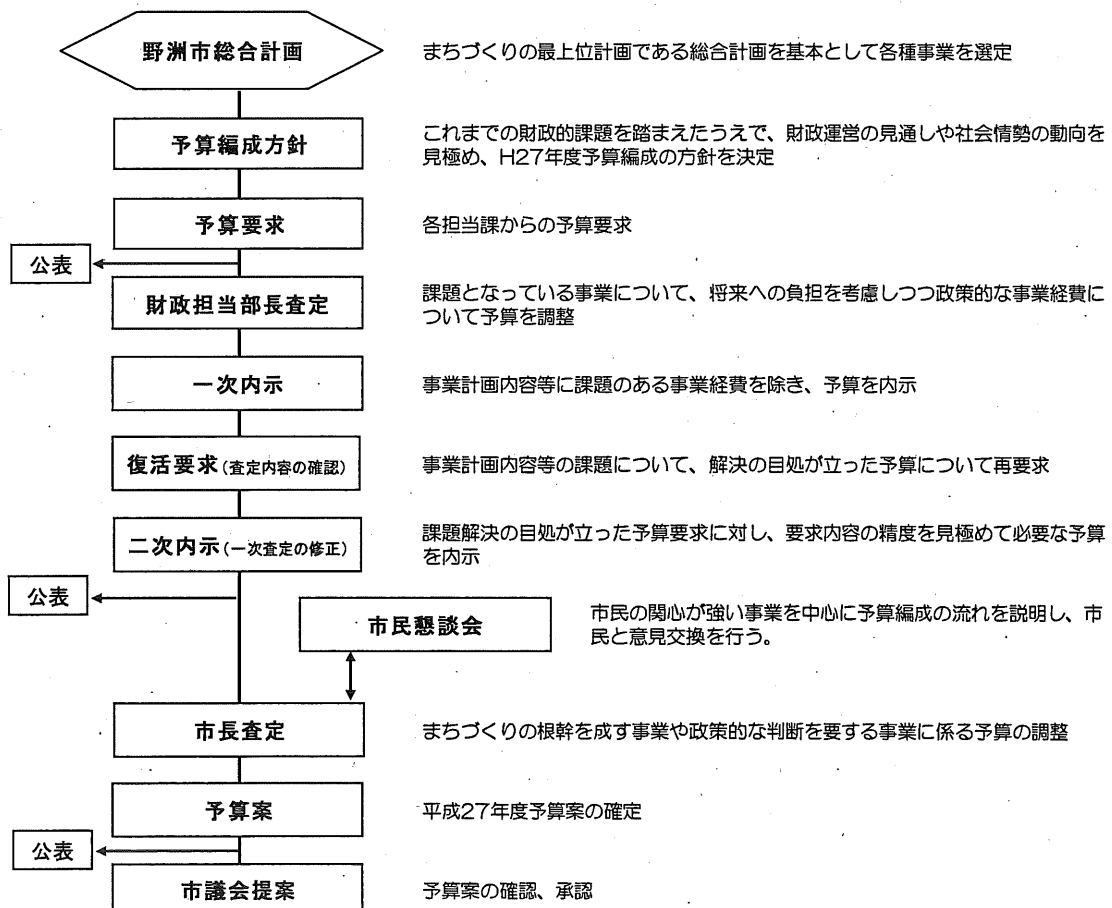 野洲市総合計画
まちづくりの最上位計画である総合計画を基本として各種事業を選定
予算編成方針
これまでの財政的課題を踏まえたうえで、財政運営の見通しや社会情勢の動向を
見極め、H27年度予算編成の方針を決定
予算要求
各担当課からの予算要求
公表
財政担当部長査定
課題となっている事業について、将来への負担を考慮しつつ政策的な事業経費に
ついて予算を調整
一次内示
事業計画内容等に課題のある事業経費を除き、予算を内示
復活要求(査定内容の確認)
事業計画内容等の課題について、解決の目処が立った予算について再要求
二次内示(一次査定の修正)
課題解決の目処が立った予算要求に対し、要求内容の精度を見極めて必要な予算
を内示
公表
市民懇談会
市民の関心が強い事業を中心に予算編成の流れを説明し、市
民と意見交換を行う。
市長査定
まちづくりの根幹を成す事業や政策的な判断を要する事業に係る予算の調整
予算案
平成27年度予算案の確定
公表
市議会提案
予算案の確認、承認